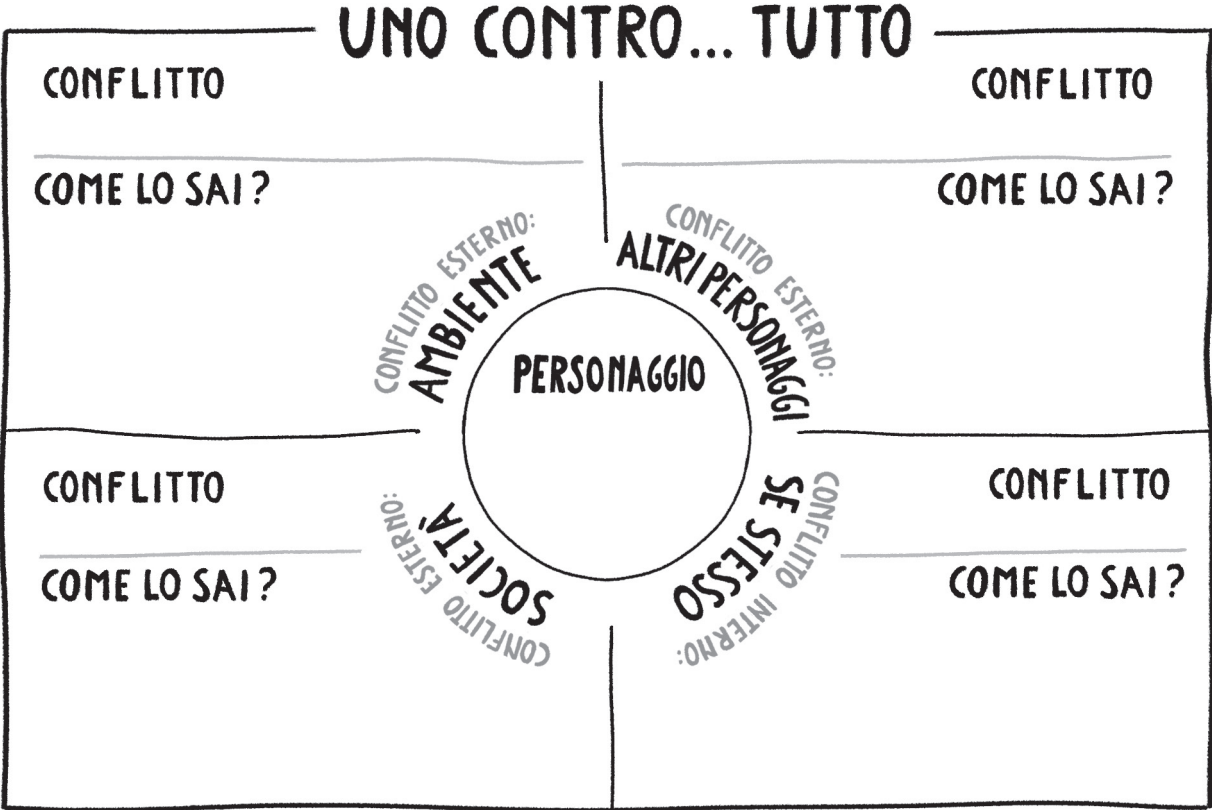 UNO CONTRO... TUTTO
CONFLITTO
COME LO SAI?
CONFLITTO ESTERNO:
AMBIENTE
CONFLITTO
COME LO SAI?
CONFLITTO ESTERNO:
ALTRI PERSONAGGI
PERSONAGGIO
CONFLITTO
COME LO SAI?
CONFLITTO ESTERNO:
SOCIETÀ
CONFLITTO
COME LO SAI?
CONFLITTO INTERNO:
SE STESSO